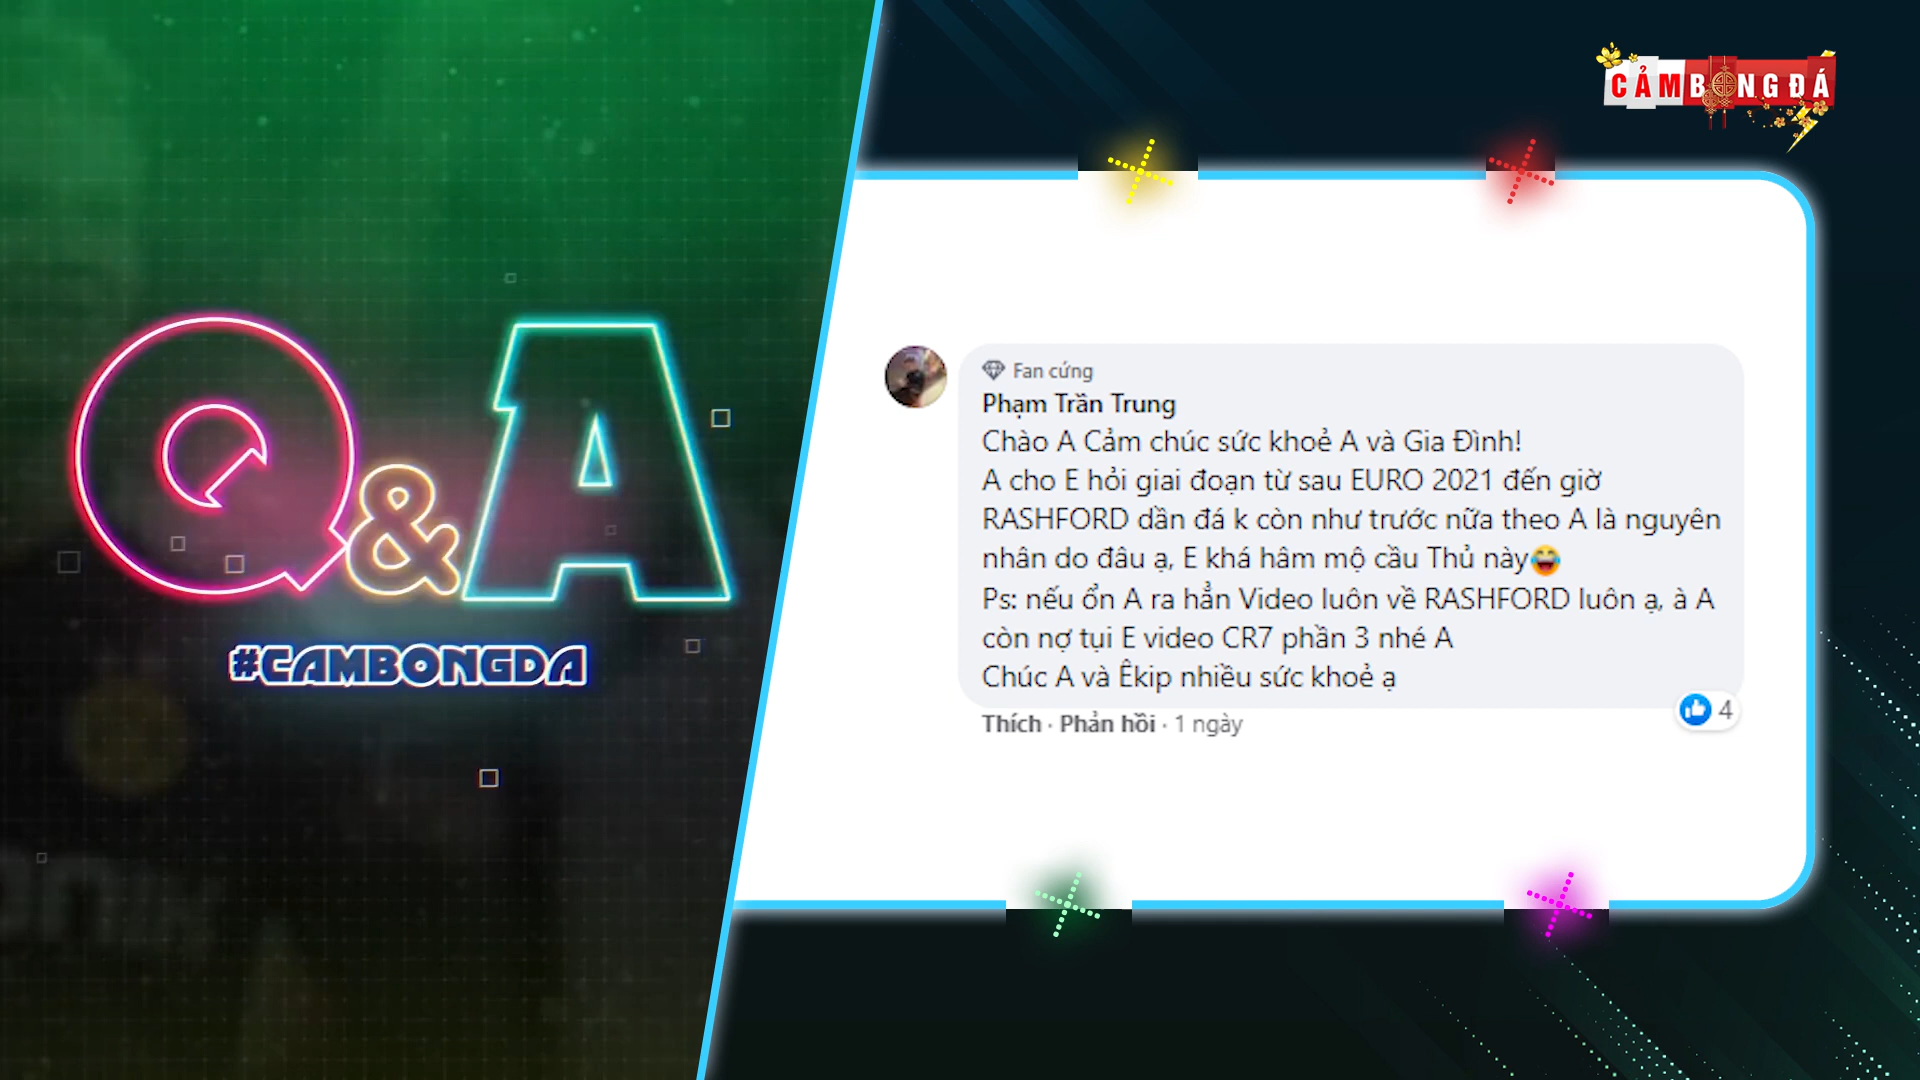 Q&A
#CAMBONGDA
CẢMBONGĐÁ
Fan cứng
Phạm Trần Trung
Chào A Cảm chúc sức khoẻ A và Gia Đình!
A cho E hỏi giai đoạn từ sau EURO 2021 đến giờ
RASHFORD dần đá k còn như trước nữa theo A là nguyên
nhân do đâu ạ, E khá hâm mộ cầu Thủ này😂
Ps: nếu ổn A ra hẳn Video luôn về RASHFORD luôn ạ, à A
còn nợ tụi E video CR7 phần 3 nhé A
Chúc A và Êkip nhiều sức khoẻ ạ
4
Thích · Phản hồi · 1 ngày